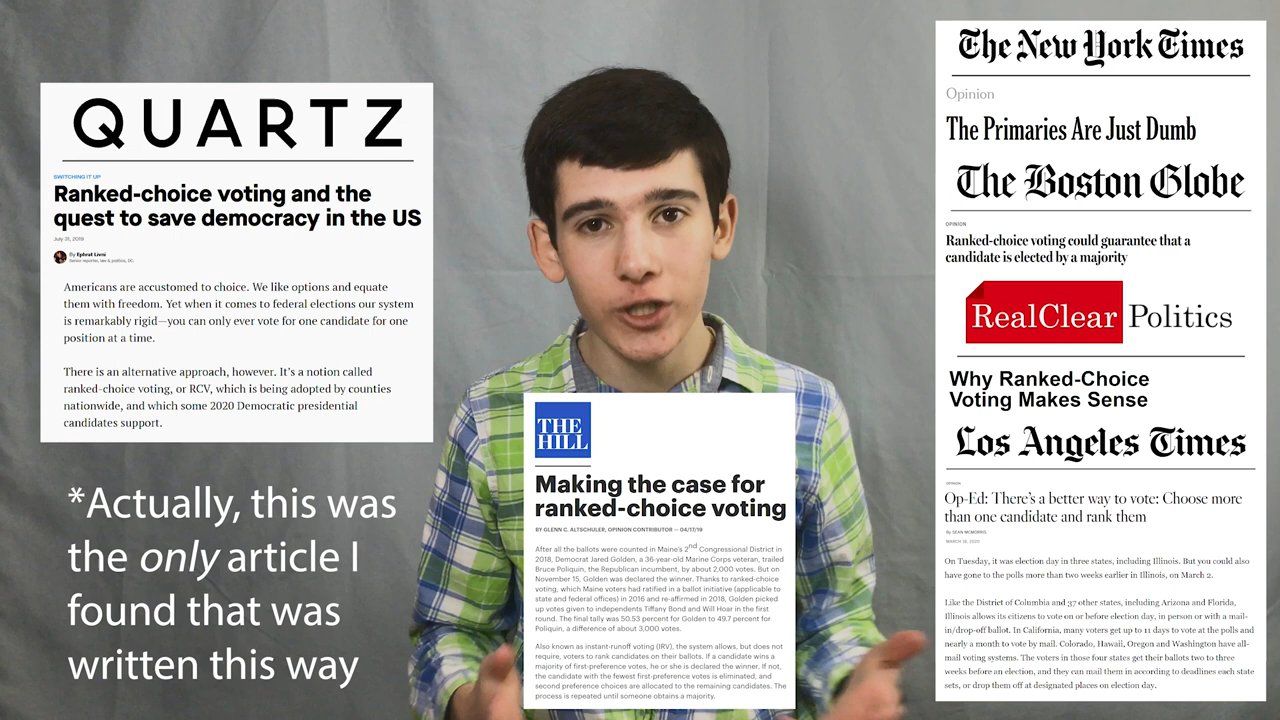 QUARTZ
SWITCHING IT UP
Ranked-choice voting and the
quest to save democracy in the US
July 31, 2019
By Ephrat Livni
Senior reporter, law & politics, DC.
Americans are accustomed to choice. We like options and equate
them with freedom. Yet when it comes to federal elections our system
is remarkably rigid—you can only ever vote for one candidate for one
position at a time.
There is an alternative approach, however. It's a notion called
ranked-choice voting, or RCV, which is being adopted by counties
nationwide, and which some 2020 Democratic presidential
candidates support.
*Actually, this was
the only article I
found that was
written this way
THE
HILL
Making the case for
ranked-choice voting
BY GLENN C. ALTSCHULER, OPINION CONTRIBUTOR — 04/17/19
After all the ballots were counted in Maine's 2nd Congressional District in
2018, Democrat Jared Golden, a 36-year-old Marine Corps veteran, trailed
Bruce Poliquin, the Republican incumbent, by about 2,000 votes. But on
November 15, Golden was declared the winner. Thanks to ranked-choice
voting, which Maine voters had ratified in a ballot initiative (applicable to
state and federal offices) in 2016 and re-affirmed in 2018, Golden picked
up votes given to independents Tiffany Bond and Will Hoar in the first
round. The final tally was 50.53 percent for Golden to 49.7 percent for
Poliquin, a difference of about 3,000 votes.
Also known as instant-runoff voting (IRV), the system allows, but does not
require, voters to rank candidates on their ballots. If a candidate wins a
majority of first-preference votes, he or she is declared the winner. If not,
the candidate with the fewest first-preference votes is eliminated, and
second preference choices are allocated to the remaining candidates. The
process is repeated until someone obtains a majority.
The New York Times
Opinion
The Primaries Are Just Dumb
The Boston Globe
OPINION
Ranked-choice voting could guarantee that a
candidate is elected by a majority
RealClear Politics
Why Ranked-Choice
Voting Makes Sense
Los Angeles Times
OPINION
Op-Ed: There's a better way to vote: Choose more
than one candidate and rank them
By SEAN MCMORRIS
MARCH 19, 2020
On Tuesday, it was election day in three states, including Illinois. But you could also
have gone to the polls more than two weeks earlier in Illinois, on March 2.
Like the District of Columbia and 37 other states, including Arizona and Florida,
Illinois allows its citizens to vote on or before election day, in person or with a mail-
in/drop-off ballot. In California, many voters get up to 11 days to vote at the polls and
nearly a month to vote by mail. Colorado, Hawaii, Oregon and Washington have all-
mail voting systems. The voters in those four states get their ballots two to three
weeks before an election, and they can mail them in according to deadlines each state
sets, or drop them off at designated places on election day.